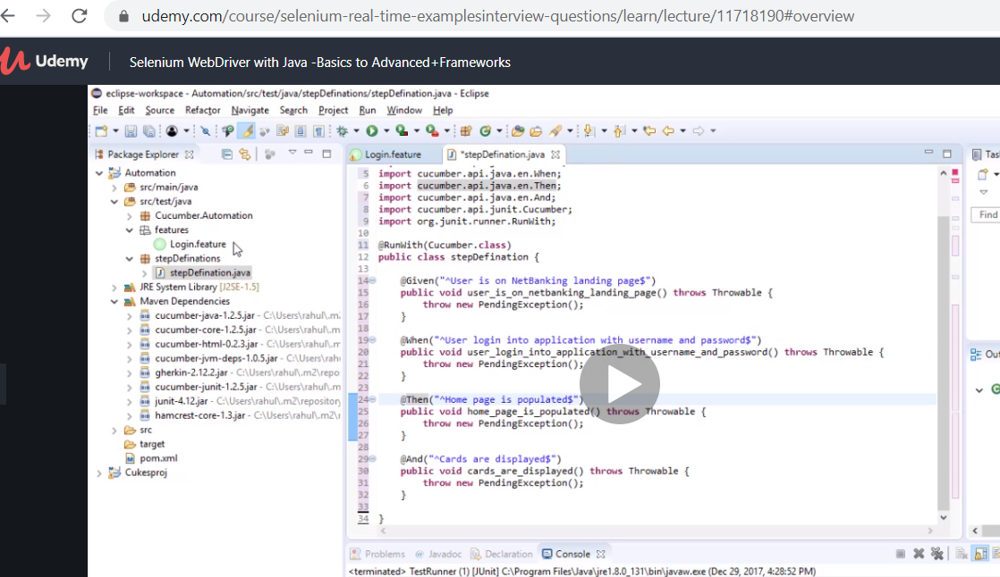 udemy.com/course/selenium-real-time-examplesinterview-questions/learn/lecture/11718190#overview
Udemy
Selenium WebDriver with Java -Basics to Advanced+Frameworks
eclipse-workspace - Automation/src/test/java/stepDefinations/stepDefination.java - Eclipse
File Edit Source Refactor Navigate Search Project Run Window Help
Package Explorer
Automation
src/main/java
src/test/java
Cucumber.Automation
features
Login.feature
stepDefinations
stepDefination.java
JRE System Library [J2SE-1.5]
Maven Dependencies
cucumber-java-1.2.5.jar - C:\Users\rahul\.m2
cucumber-core-1.2.5.jar - C:\Users\rahul\.m
cucumber-html-0.2.3.jar - C:\Users\rahul\.m
cucumber-jvm-deps-1.0.5.jar - C:\Users\rahu
gherkin-2.12.2.jar - C:\Users\rahul\.m2\repo
cucumber-junit-1.2.5.jar - C:\Users\rahul\.m
junit-4.12.jar - C:\Users\rahul\.m2\repository
hamcrest-core-1.3.jar - C:\Users\rahul\.m2\r
src
target
pom.xml
Cukesproj
Login.feature *stepDefination.java
5 import cucumber.api.java.en.When;
6 import cucumber.api.java.en.Then;
7 import cucumber.api.java.en.And;
8 import cucumber.api.junit.Cucumber;
9 import org.junit.runner.RunWith;
10
11 @RunWith(Cucumber.class)
12 public class stepDefination {
13
14 @Given("^User is on NetBanking landing page$")
15 public void user_is_on_netbanking_landing_page() throws Throwable {
16 throw new PendingException();
17 }
18
19 @When("^User login into application with username and password$")
20 public void user_login_into_application_with_username_and_password() throws Throwable {
21 throw new PendingException();
22 }
23
24 @Then("^Home page is populated$")
25 public void home_page_is_populated() throws Throwable {
26 throw new PendingException();
27 }
28
29 @And("^Cards are displayed$")
30 public void cards_are_displayed() throws Throwable {
31 throw new PendingException();
32 }
33
34 }
Tas
Find
Out
Problems Javadoc Declaration Console
<terminated> TestRunner (1) [JUnit] C:\Program Files\Java\jre1.8.0_131\bin\javaw.exe (Dec 29, 2017, 4:28:52 PM)